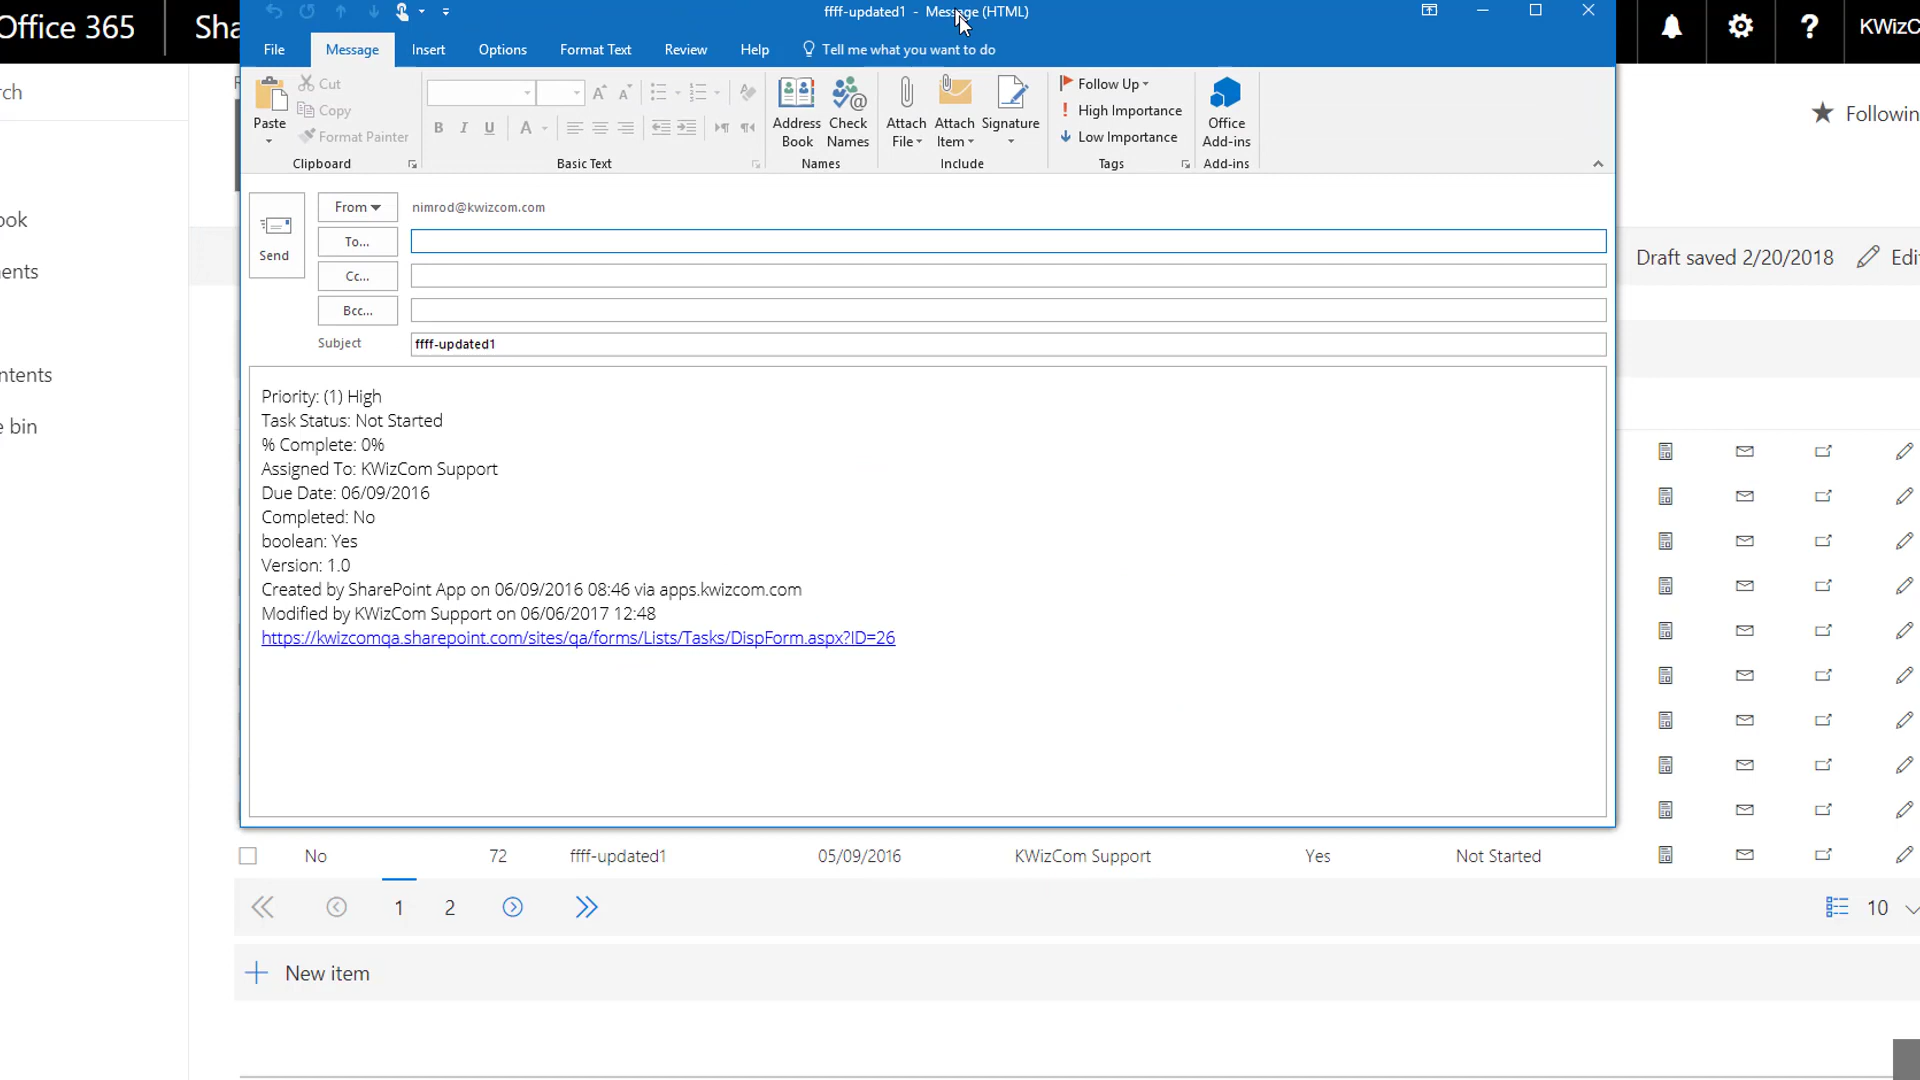 Office 365
Sha
ffff-updated1 - Message (HTML)
KWizC
File Message Insert Options Format Text Review Help Tell me what you want to do
Paste
Cut
Copy
Format Painter
Clipboard
B I U A
Basic Text
Address Book
Check Names
Names
Attach File
Attach Item
Signature
Include
Follow Up
High Importance
Low Importance
Tags
Office Add-ins
Add-ins
rch
Followin
From nimrod@kwizcom.com
To...
Send
Cc...
Bcc...
Subject ffff-updated1
ook
ments
ntents
e bin
Draft saved 2/20/2018 Edi
Priority: (1) High
Task Status: Not Started
% Complete: 0%
Assigned To: KWizCom Support
Due Date: 06/09/2016
Completed: No
boolean: Yes
Version: 1.0
Created by SharePoint App on 06/09/2016 08:46 via apps.kwizcom.com
Modified by KWizCom Support on 06/06/2017 12:48
https://kwizcomqa.sharepoint.com/sites/qa/forms/Lists/Tasks/DispForm.aspx?ID=26
No 72 ffff-updated1 05/09/2016 KWizCom Support Yes Not Started
1 2 10
New item